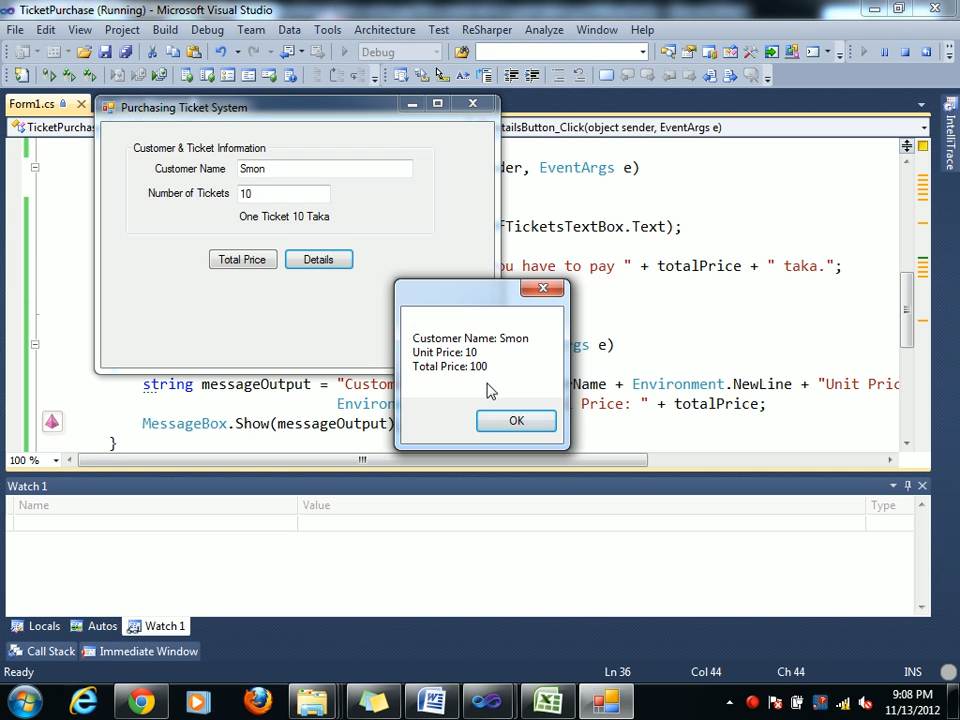 TicketPurchase (Running) - Microsoft Visual Studio
File Edit View Project Build Debug Team Data Tools Architecture Test ReSharper Analyze Window Help
Debug
Form1.cs
Purchasing Ticket System
TicketPurchas
tailsButton_Click(object sender, EventArgs e)
IntelliTrace
Customer & Ticket Information
Customer Name Smon
der, EventArgs e)
Number of Tickets 10
One Ticket 10 Taka
fTicketsTextBox.Text);
Total Price Details
ou have to pay " + totalPrice + " taka.";
Customer Name: Smon
Unit Price: 10
Total Price: 100
gs e)
string messageOutput = "Custom
rName + Environment.NewLine + "Unit Pric
Environ
l Price: " + totalPrice;
MessageBox.Show(messageOutput)
OK
}
100 %
Watch 1
Name Value Type
Locals Autos Watch 1
Call Stack Immediate Window
Ready Ln 36 Col 44 Ch 44 INS
9:08 PM
11/13/2012